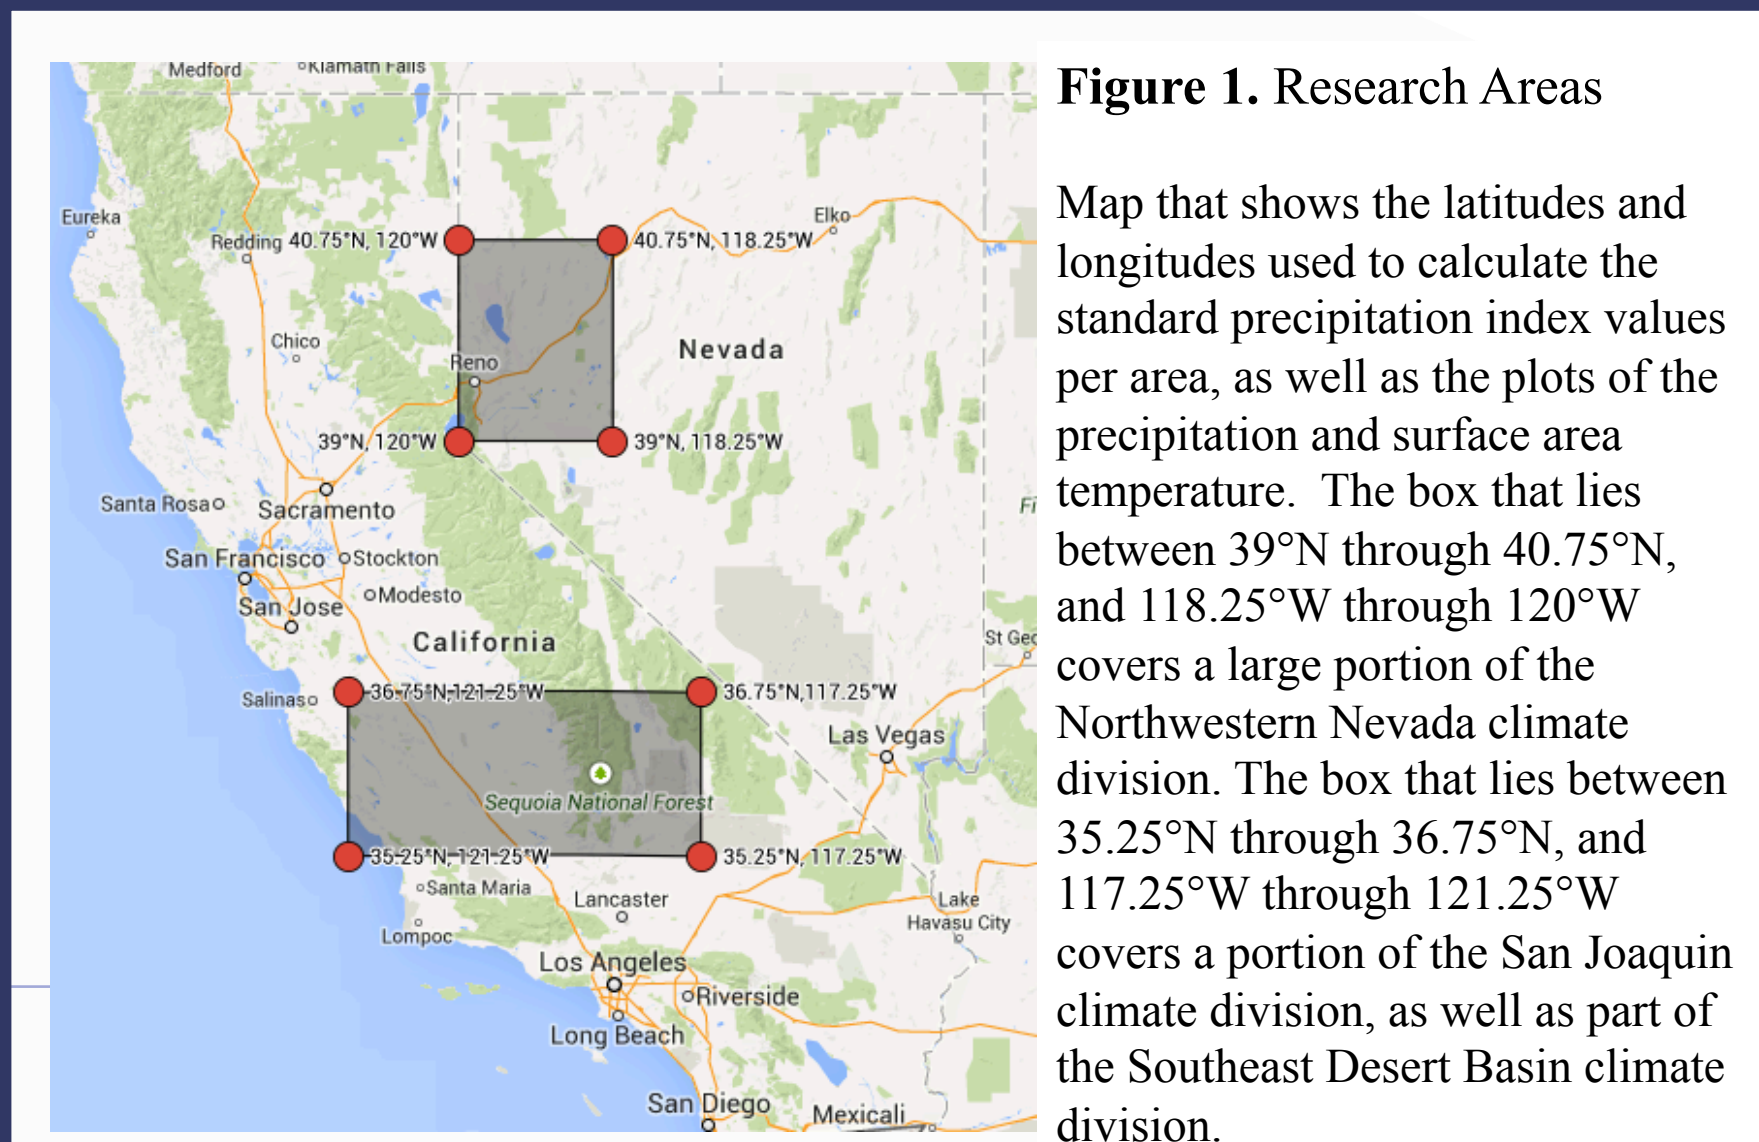 Medford
Klamath Falls
Eureka
Redding
40.75°N, 120°W
40.75°N, 118.25°W
Elko
Chico
Reno
Nevada
39°N, 120°W
39°N, 118.25°W
Santa Rosa
Sacramento
San Francisco
Stockton
San Jose
Modesto
California
St Geo
Salinas
36.75°N,121.25°W
36.75°N,117.25°W
Las Vegas
Sequoia National Forest
35.25°N, 121.25°W
35.25°N, 117.25°W
Santa Maria
Lancaster
Lake
Havasu City
Lompoc
Los Angeles
Riverside
Long Beach
San Diego
Mexicali
Figure 1. Research Areas
Map that shows the latitudes and
longitudes used to calculate the
standard precipitation index values
per area, as well as the plots of the
precipitation and surface area
temperature.  The box that lies
between 39°N through 40.75°N,
and 118.25°W through 120°W
covers a large portion of the
Northwestern Nevada climate
division. The box that lies between
35.25°N through 36.75°N, and
117.25°W through 121.25°W
covers a portion of the San Joaquin
climate division, as well as part of
the Southeast Desert Basin climate
division.